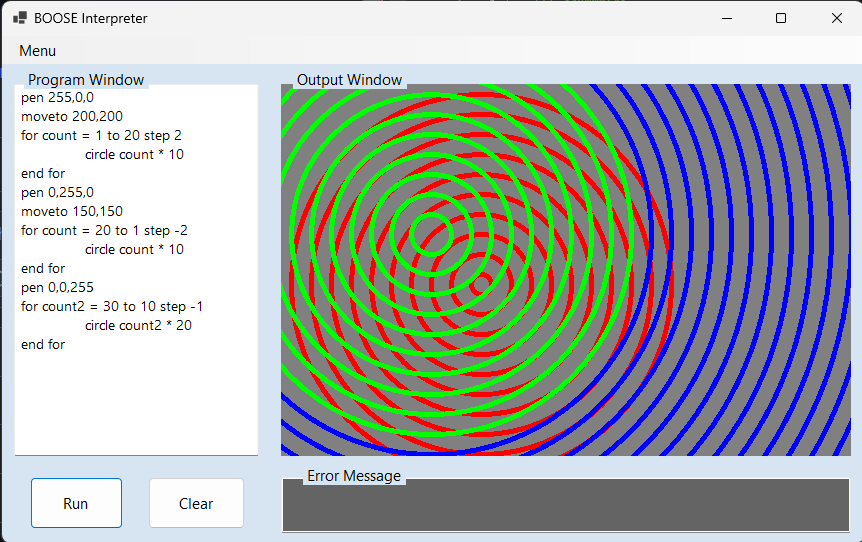 BOOSE Interpreter
Menu
Program Window
pen 255,0,0
moveto 200,200
for count = 1 to 20 step 2
circle count * 10
end for
pen 0,255,0
moveto 150,150
for count = 20 to 1 step -2
circle count * 10
end for
pen 0,0,255
for count2 = 30 to 10 step -1
circle count2 * 20
end for
Output Window
Run
Clear
Error Message